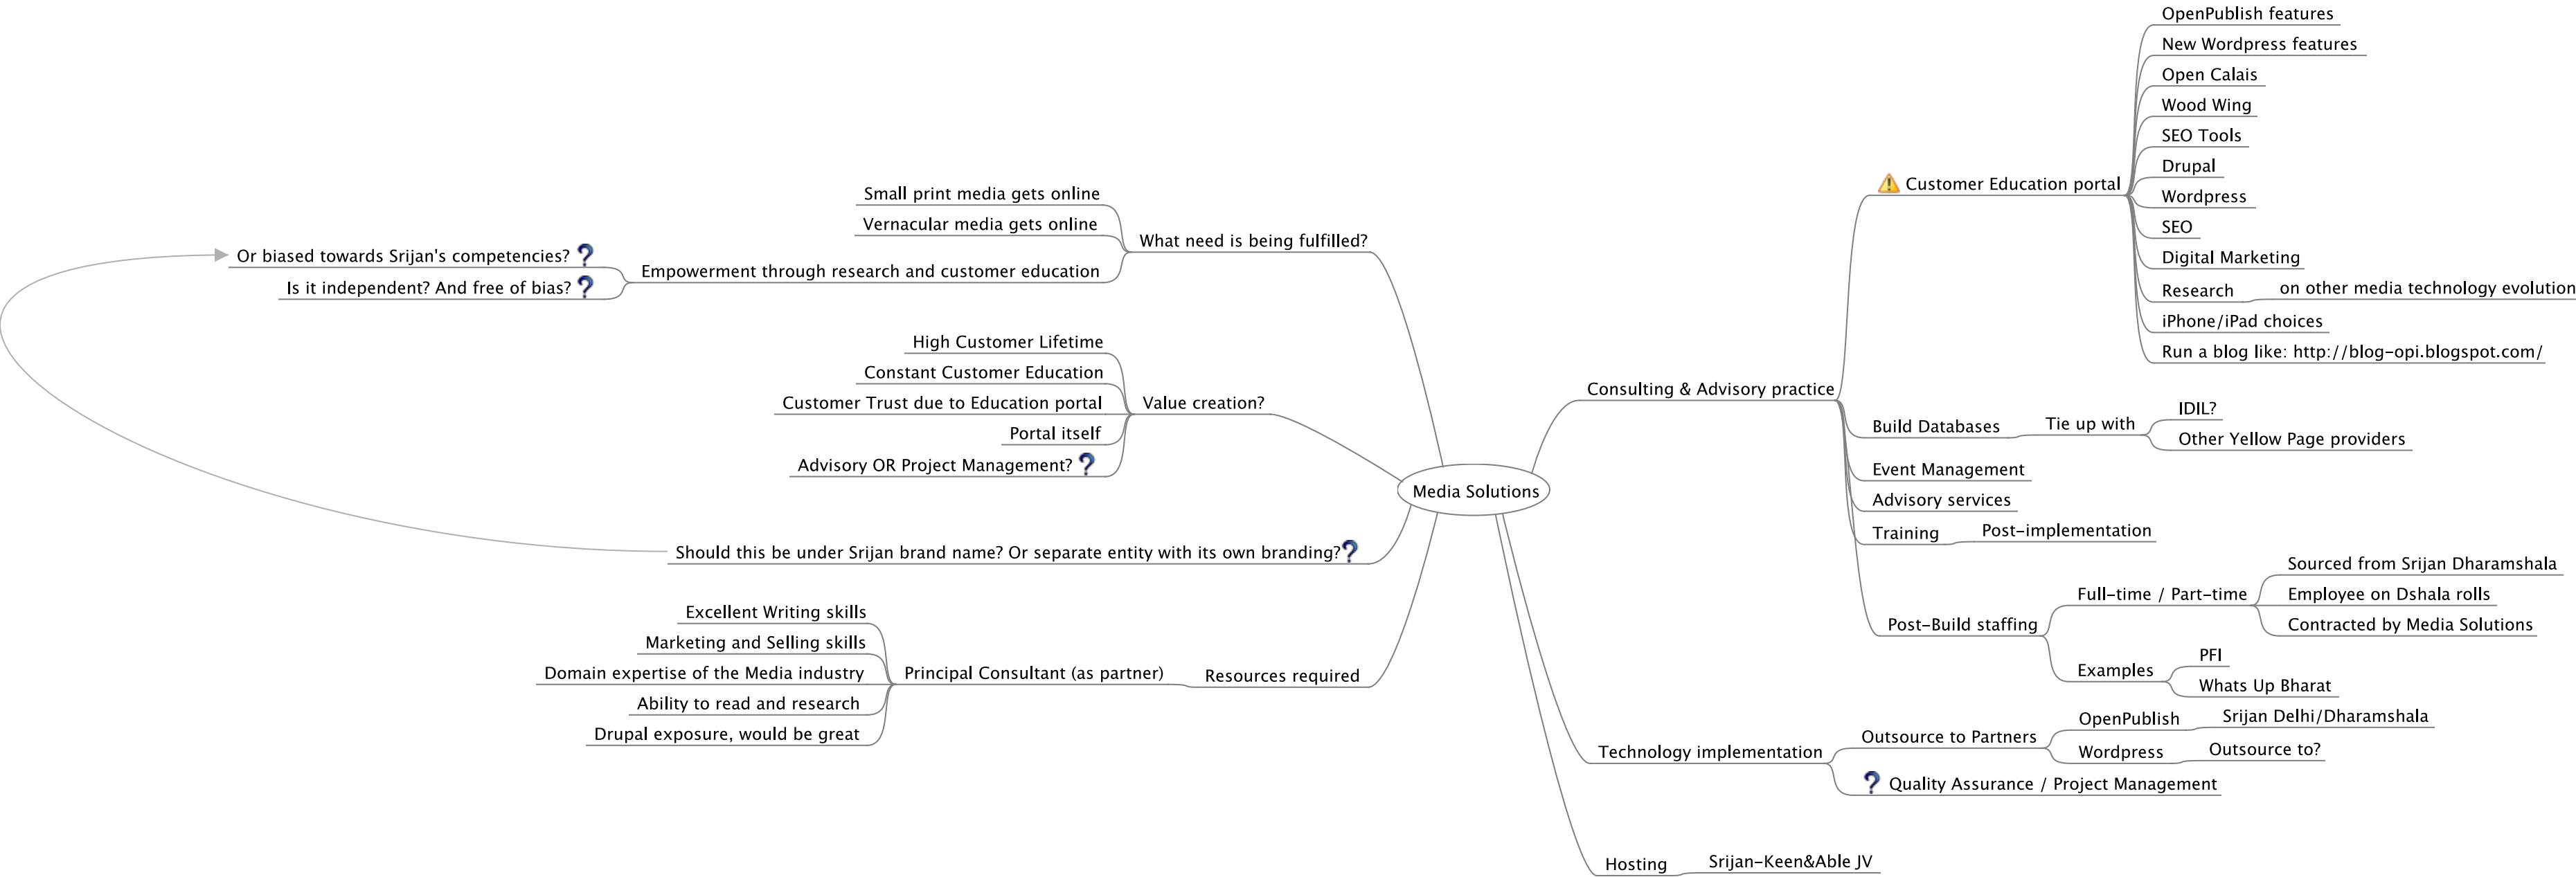 Media Solutions
What need is being fulfilled?
Small print media gets online
Vernacular media gets online
Empowerment through research and customer education
Or biased towards Srijan's competencies?
Is it independent? And free of bias?
Value creation?
High Customer Lifetime
Constant Customer Education
Customer Trust due to Education portal
Portal itself
Advisory OR Project Management?
Should this be under Srijan brand name? Or separate entity with its own branding?
Resources required
Principal Consultant (as partner)
Excellent Writing skills
Marketing and Selling skills
Domain expertise of the Media industry
Ability to read and research
Drupal exposure, would be great
Consulting & Advisory practice
Customer Education portal
OpenPublish features
New Wordpress features
Open Calais
Wood Wing
SEO Tools
Drupal
Wordpress
SEO
Digital Marketing
Research
on other media technology evolution
iPhone/iPad choices
Run a blog like: http://blog-opi.blogspot.com/
Build Databases
Tie up with
IDIL?
Other Yellow Page providers
Event Management
Advisory services
Training
Post-implementation
Post-Build staffing
Full-time / Part-time
Sourced from Srijan Dharamshala
Employee on Dshala rolls
Contracted by Media Solutions
Examples
PFI
Whats Up Bharat
Technology implementation
Outsource to Partners
OpenPublish
Srijan Delhi/Dharamshala
Wordpress
Outsource to?
Quality Assurance / Project Management
Hosting
Srijan-Keen&Able JV